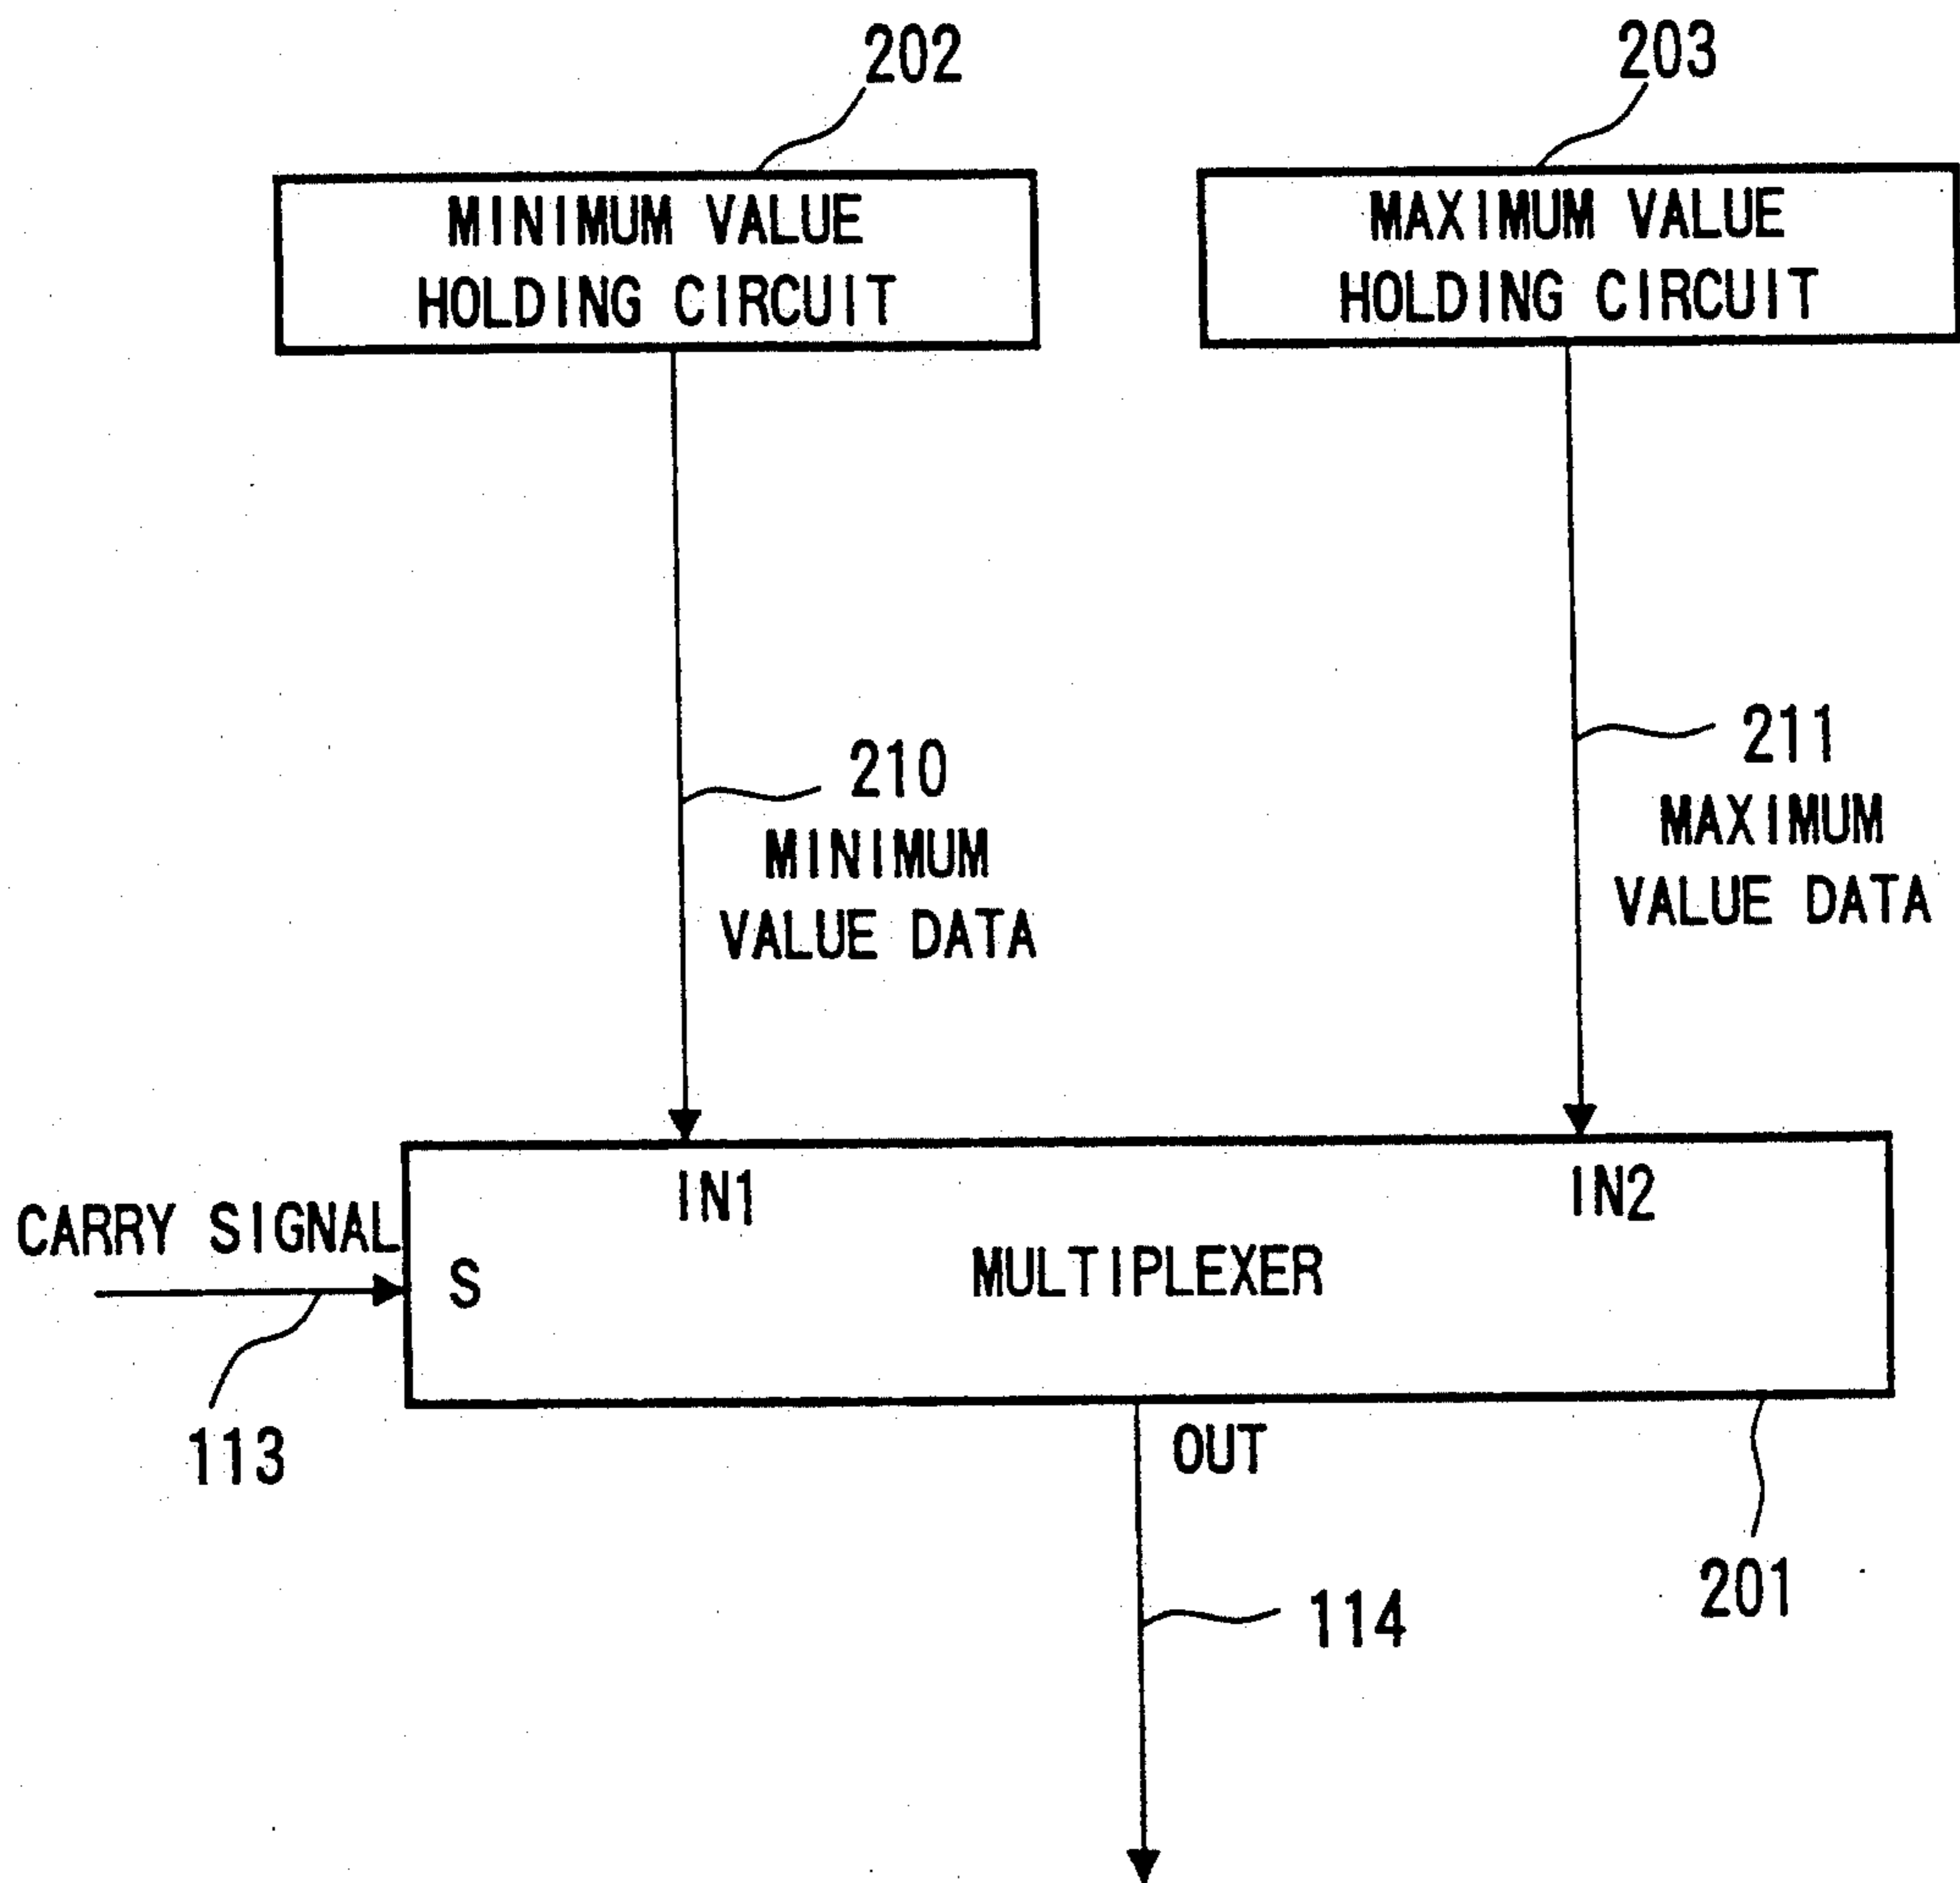 202
203
MINIMUM VALUE
HOLDING CIRCUIT
MAXIMUM VALUE
HOLDING CIRCUIT
210
MINIMUM
VALUE DATA
211
MAXIMUM
VALUE DATA
CARRY SIGNAL
113
S
IN1
IN2
MULTIPLEXER
OUT
201
114